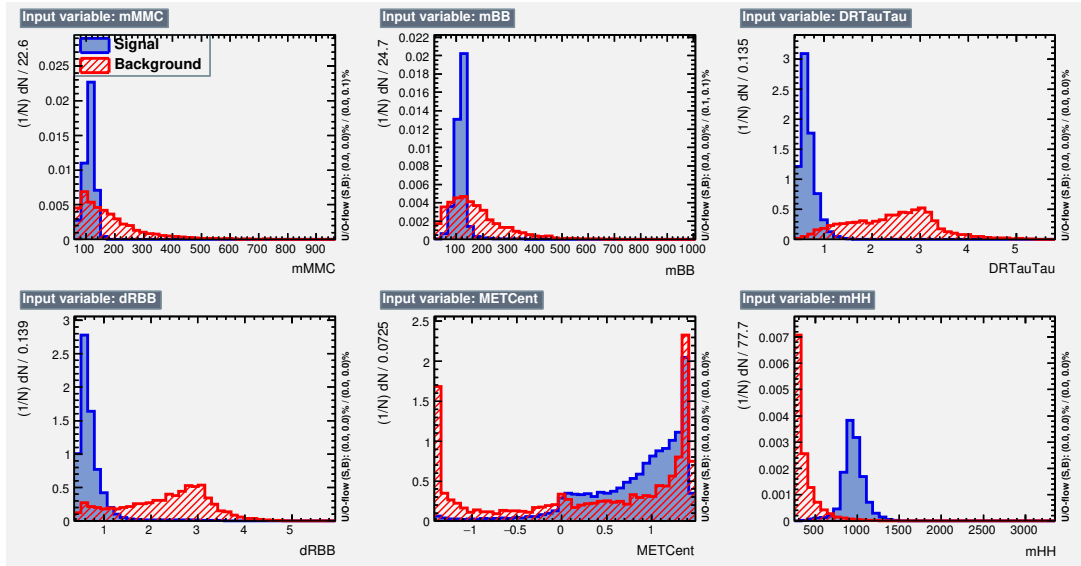 Input variable: mMMC
(1/N) dN / 22.6
0.025
0.02
0.015
0.01
0.005
0
Signal
Background
100 200 300 400 500 600 700 800 900
mMMC
U/O-flow (S,B): (0.0, 0.0)% / (0.0, 0.1)%
Input variable: mBB
(1/N) dN / 24.7
0.022
0.02
0.018
0.016
0.014
0.012
0.01
0.008
0.006
0.004
0.002
0
100 200 300 400 500 600 700 800 900 1000
mBB
U/O-flow (S,B): (0.0, 0.0)% / (0.1, 0.1)%
Input variable: DRTauTau
(1/N) dN / 0.135
3
2.5
2
1.5
1
0.5
0
1 2 3 4 5
DRTauTau
U/O-flow (S,B): (0.0, 0.0)% / (0.0, 0.0)%
Input variable: dRBB
(1/N) dN / 0.139
3
2.5
2
1.5
1
0.5
0
1 2 3 4 5
dRBB
U/O-flow (S,B): (0.0, 0.0)% / (0.0, 0.0)%
Input variable: METCent
(1/N) dN / 0.0725
2.5
2
1.5
1
0.5
0
-1 -0.5 0 0.5 1
METCent
U/O-flow (S,B): (0.0, 0.0)% / (0.0, 0.0)%
Input variable: mHH
(1/N) dN / 77.7
0.007
0.006
0.005
0.004
0.003
0.002
0.001
0
500 1000 1500 2000 2500 3000
mHH
U/O-flow (S,B): (0.0, 0.0)% / (0.0, 0.0)%